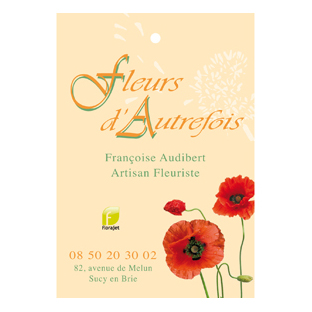 Fleurs
d'Autrefois
Françoise Audibert
Artisan Fleuriste
florajet
08 50 20 30 02
82, avenue de Melun
Sucy en Brie